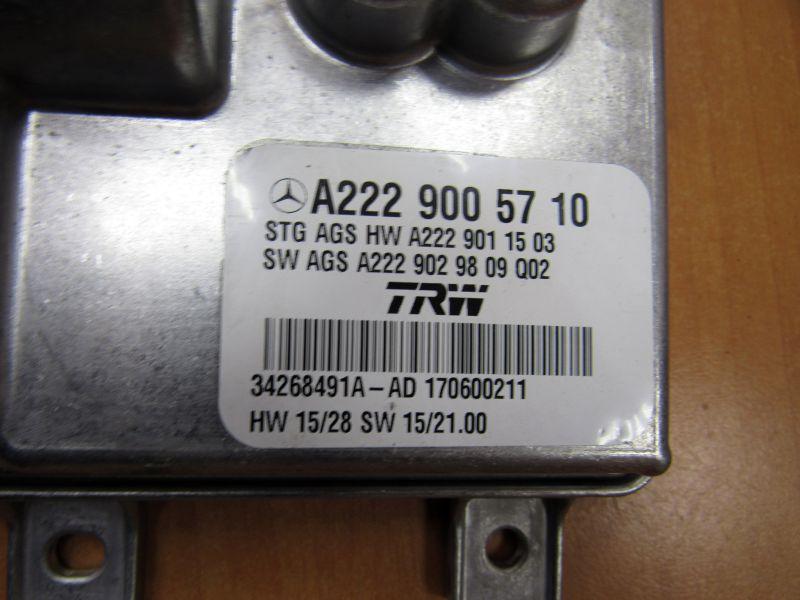 A222 900 57 10
STG AGS HW A222 901 15 03
SW AGS A222 902 98 09 Q02
TRW
34268491A-AD 170600211
HW 15/28 SW 15/21.00